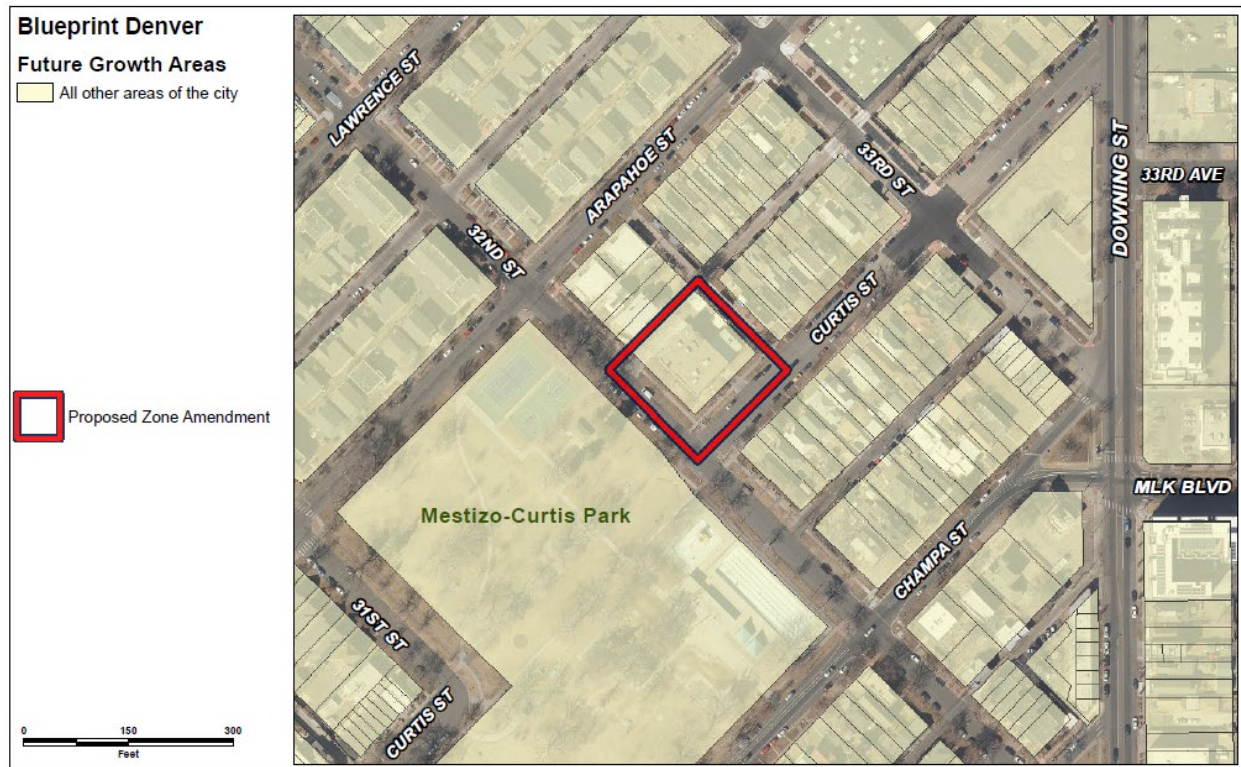 Blueprint Denver
Future Growth Areas
All other areas of the city
Proposed Zone Amendment
0 150 300
Feet
LAWRENCE ST
ARAPAHOE ST
33RD ST
DOWNING ST
33RD AVE
32ND ST
CURTIS ST
MLK BLVD
Mestizo-Curtis Park
CHAMPA ST
31ST ST
CURTIS ST